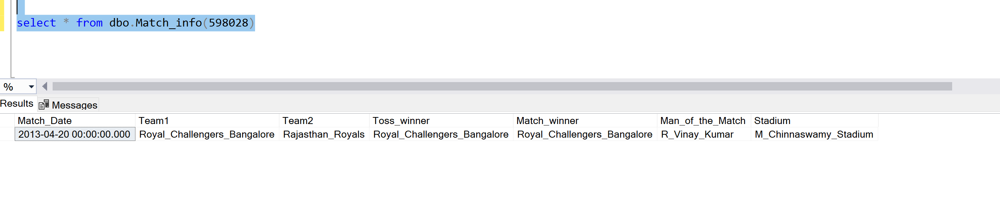 select * from dbo.Match_info(598028)
%
Results Messages
Match_Date Team1 Team2 Toss_winner Match_winner Man_of_the_Match Stadium
2013-04-20 00:00:00.000 Royal_Challengers_Bangalore Rajasthan_Royals Royal_Challengers_Bangalore Royal_Challengers_Bangalore R_Vinay_Kumar M_Chinnaswamy_Stadium